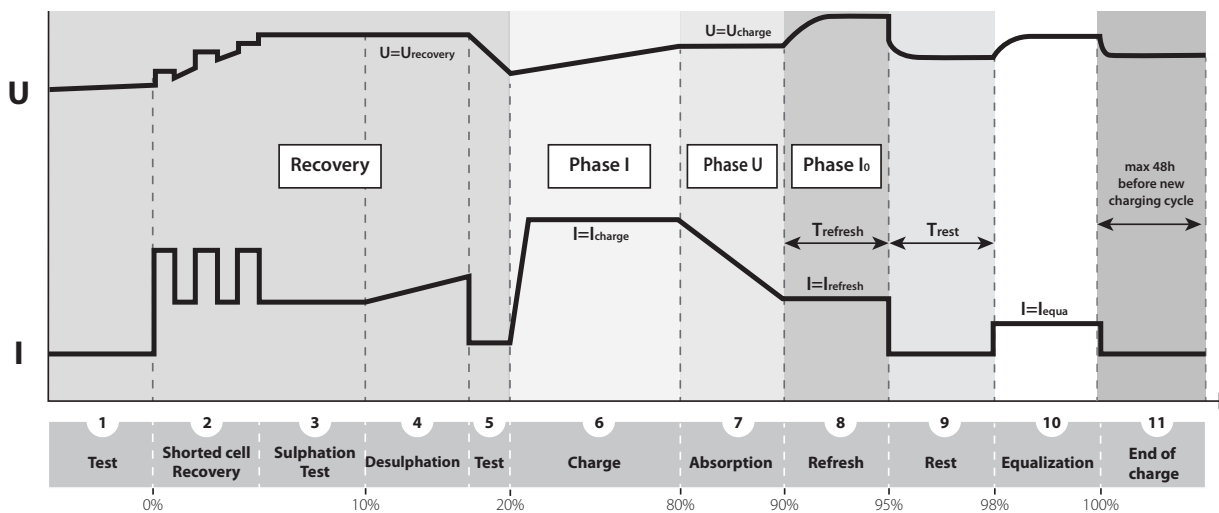 U
U=Urecovery
U=Ucharge
Recovery
Phase I
Phase U
Phase I0
max 48h
before new
charging cycle
Trefresh
Trest
I=Icharge
I=Irefresh
I=Iequa
I
1
2
3
4
5
6
7
8
9
10
11
Test
Shorted cell
Recovery
Sulphation
Test
Desulphation
Test
Charge
Absorption
Refresh
Rest
Equalization
End of
charge
0%
10%
20%
80%
90%
95%
98%
100%